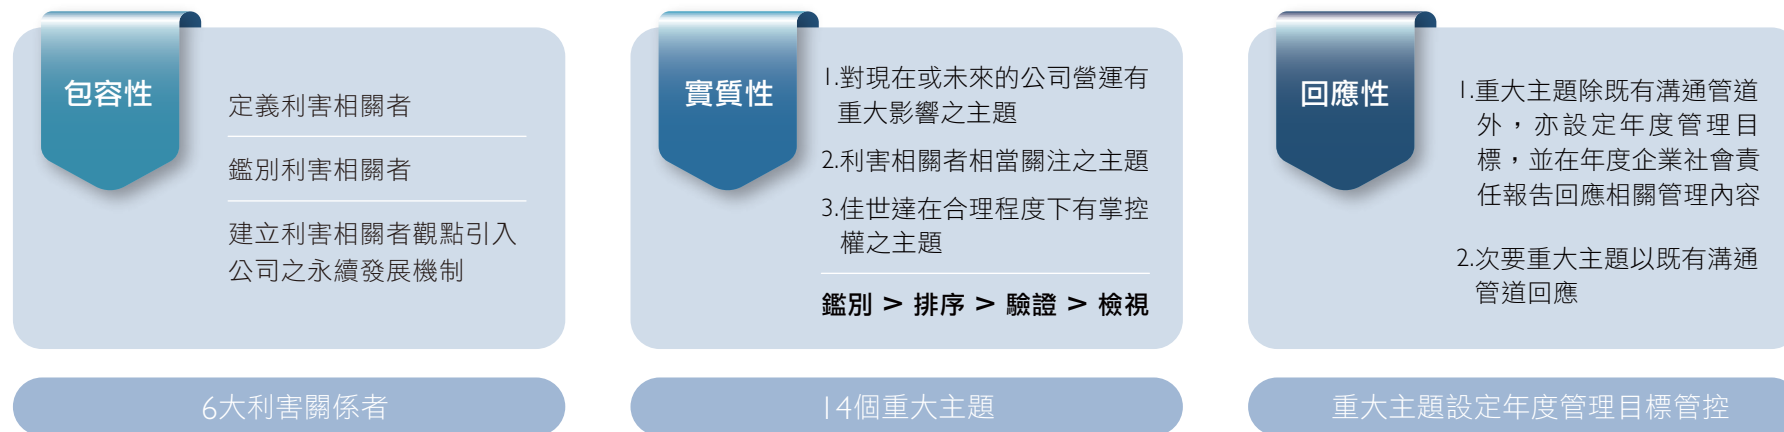 包容性
定義利害相關者
鑑別利害相關者
建立利害相關者觀點引入
公司之永續發展機制
6大利害關係者
實質性
1.對現在或未來的公司營運有
重大影響之主題
2.利害相關者相當關注之主題
3.佳世達在合理程度下有掌控
權之主題
鑑別 > 排序 > 驗證 > 檢視
14個重大主題
回應性
1.重大主題除既有溝通管道
外，亦設定年度管理目
標，並在年度企業社會責
任報告回應相關管理內容
2.次要重大主題以既有溝通
管道回應
重大主題設定年度管理目標管控